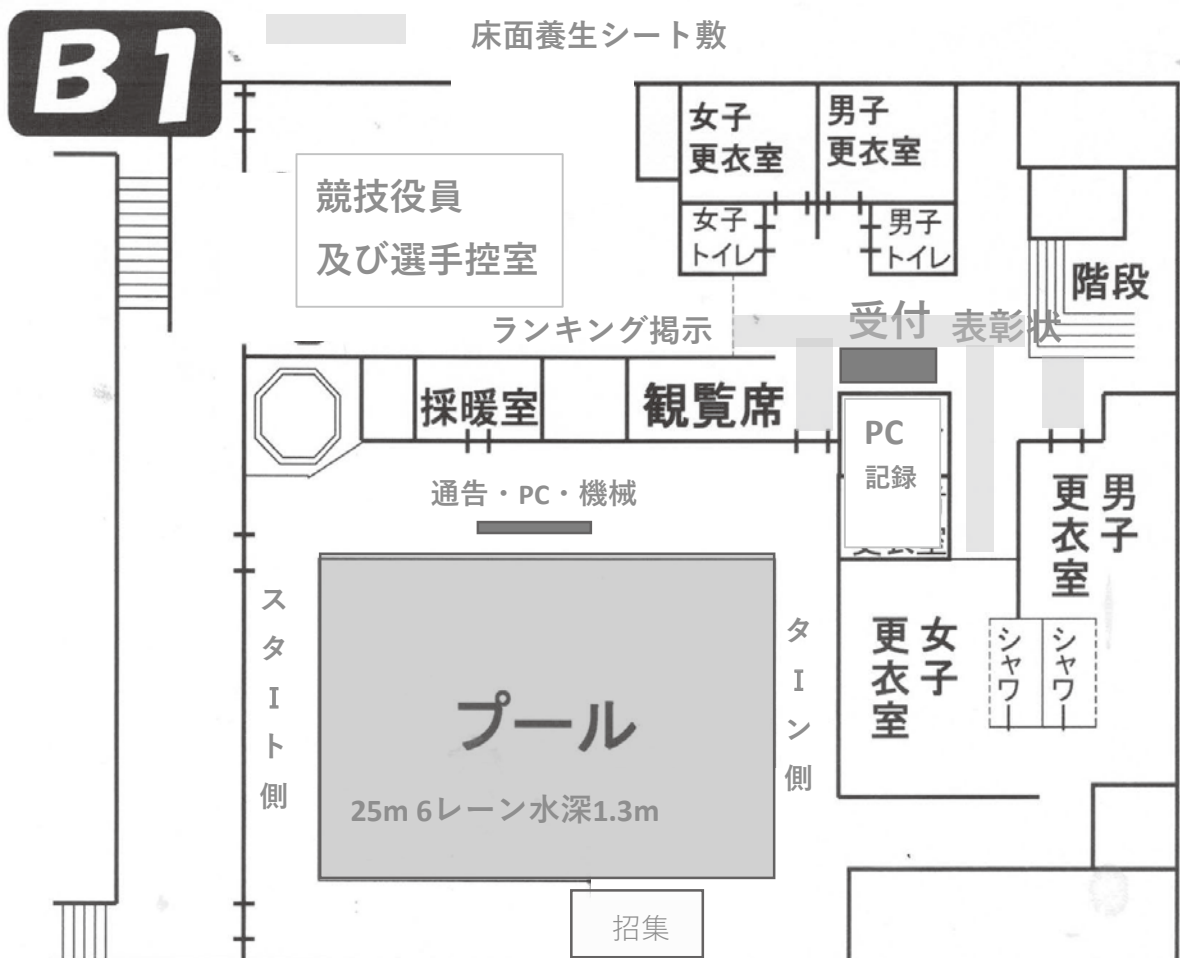 B1
床面養生シート敷
女子
更衣室
男子
更衣室
競技役員
及び選手控室
女子
トイレ
男子
トイレ
階段
ランキング掲示
受付
表彰状
採暖室
観覧席
PC
記録
通告・PC・機械
男子
更衣室
スタート側
ターン側
女子
更衣室
シャワー
シャワー
プール
25m 6レーン水深1.3m
招集